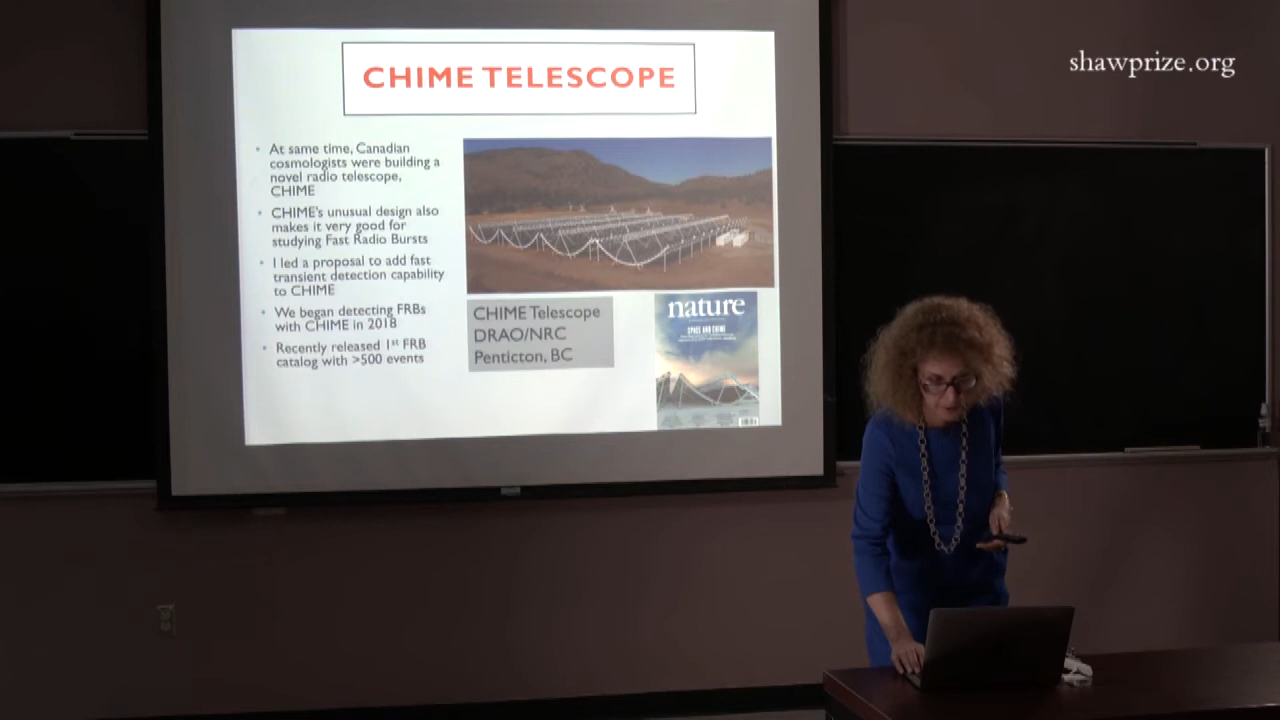 shawprize.org
CHIME TELESCOPE
• At same time, Canadian
cosmologists were building a
novel radio telescope,
CHIME
• CHIME's unusual design also
makes it very good for
studying Fast Radio Bursts
• I led a proposal to add fast
transient detection capability
to CHIME
• We began detecting FRBs
with CHIME in 2018
• Recently released 1st FRB
catalog with >500 events
CHIME Telescope
DRAO/NRC
Penticton, BC
nature
SPACE AND CHIME